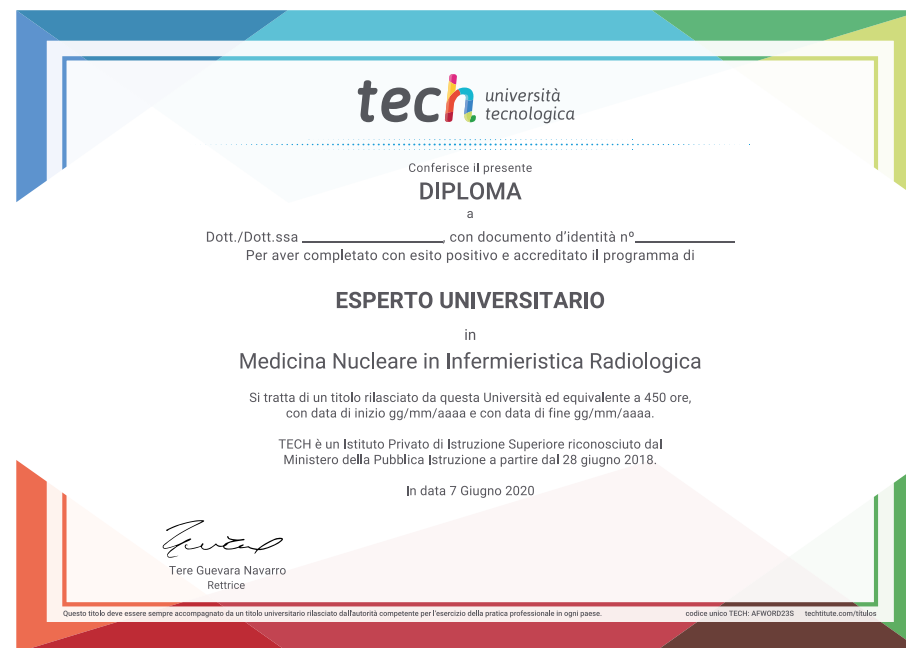 tech università
tecnologica
Conferisce il presente
DIPLOMA
a
Dott./Dott.ssa ____________________, con documento d'identità nº______________
Per aver completato con esito positivo e accreditato il programma di
ESPERTO UNIVERSITARIO
in
Medicina Nucleare in Infermieristica Radiologica
Si tratta di un titolo rilasciato da questa Università ed equivalente a 450 ore,
con data di inizio gg/mm/aaaa e con data di fine gg/mm/aaaa.
TECH è un Istituto Privato di Istruzione Superiore riconosciuto dal
Ministero della Pubblica Istruzione a partire dal 28 giugno 2018.
In data 7 Giugno 2020
Tere Guevara Navarro
Rettrice
Questo titolo deve essere sempre accompagnato da un titolo universitario rilasciato dall'autorità competente per l'esercizio della pratica professionale in ogni paese. codice unico TECH: AFWORD23S techtitute.com/titulos